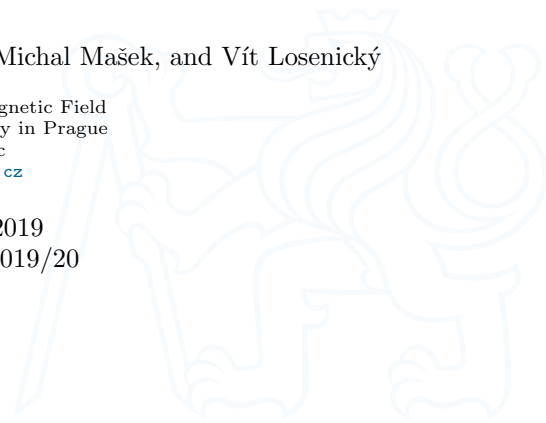 Michal Mašek, and Vít Losenický
gnetic Field
y in Prague
c
cz
2019
019/20